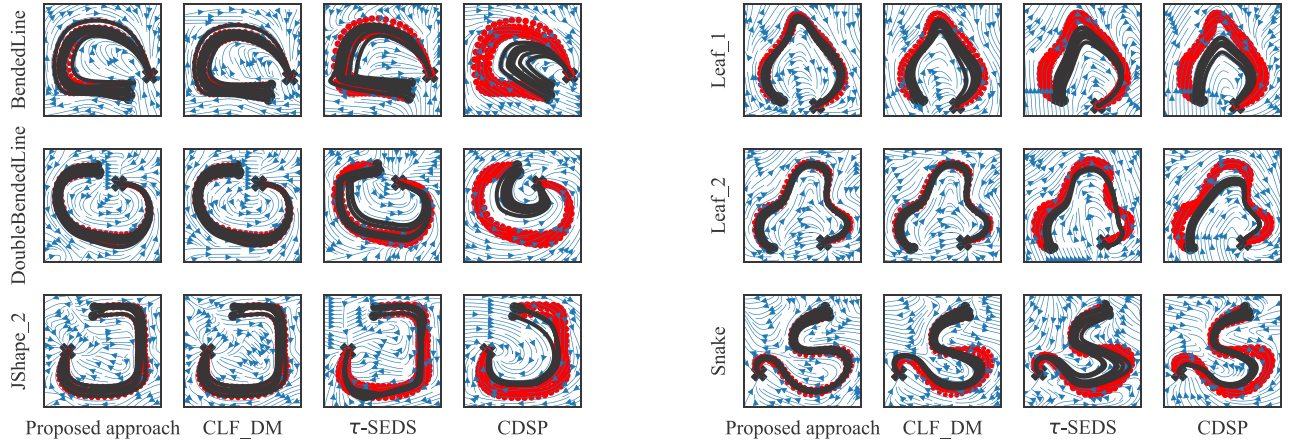 BendedLine
Leaf_1
DoubleBendedLine
Leaf_2
JShape_2
Snake
Proposed approach CLF_DM τ-SEDS CDSP
Proposed approach CLF_DM τ-SEDS CDSP